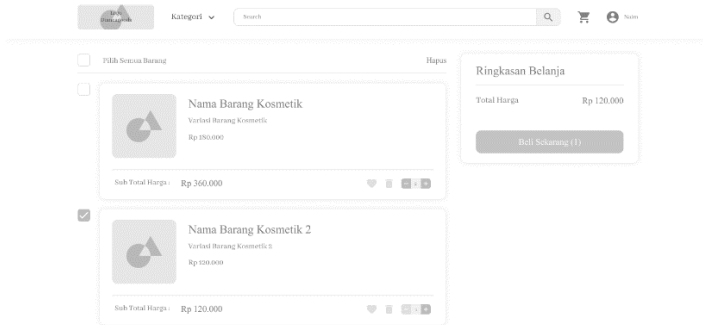 Kategori
Search
Pilih Semua Barang
Hapus
Nama Barang Kosmetik
Variasi Barang Kosmetik
Rp 180.000
Sub Total Harga :
Rp 360.000
Nama Barang Kosmetik 2
Variasi Barang Kosmetik 2
Rp 120.000
Sub Total Harga :
Rp 120.000
Ringkasan Belanja
Total Harga
Rp 120.000
Beli Sekarang (1)